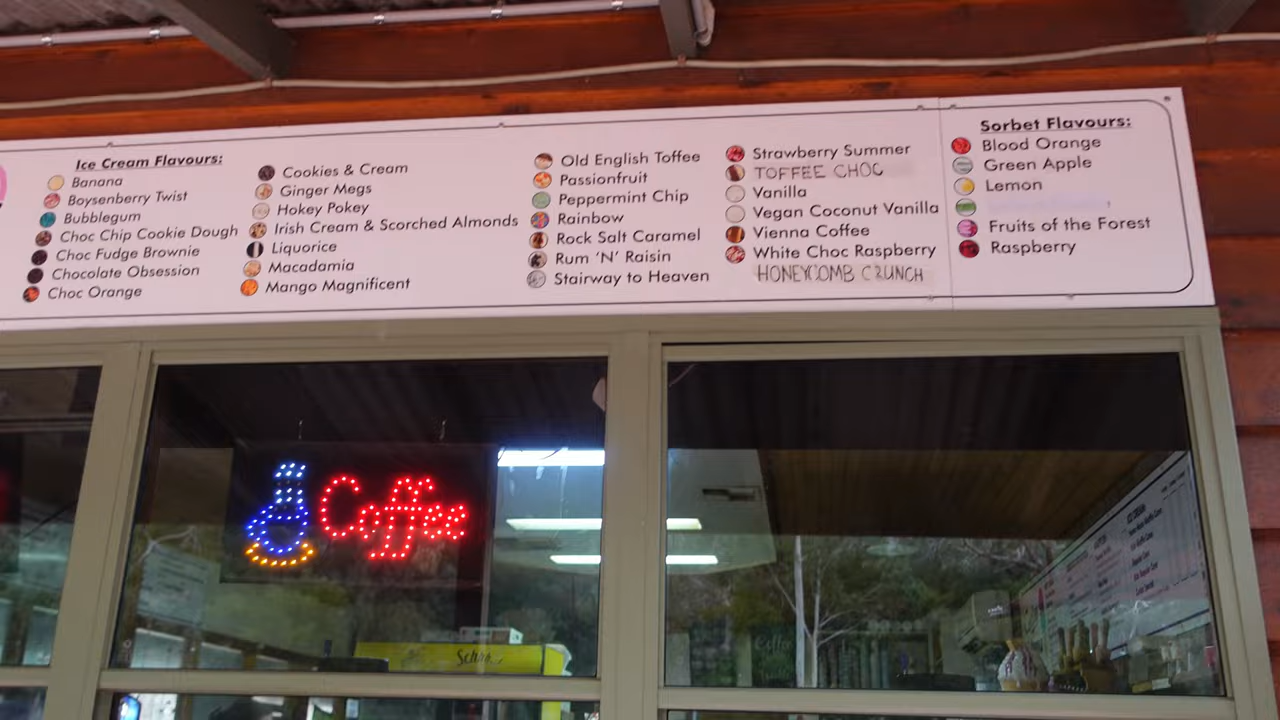 Ice Cream Flavours:
Banana
Boysenberry Twist
Bubblegum
Choc Chip Cookie Dough
Choc Fudge Brownie
Chocolate Obsession
Choc Orange
Cookies & Cream
Ginger Megs
Hokey Pokey
Irish Cream & Scorched Almonds
Liquorice
Macadamia
Mango Magnificent
Old English Toffee
Passionfruit
Peppermint Chip
Rainbow
Rock Salt Caramel
Rum 'N' Raisin
Stairway to Heaven
Strawberry Summer
TOFFEE CHOC
Vanilla
Vegan Coconut Vanilla
Vienna Coffee
White Choc Raspberry
HONEYCOMB CRUNCH
Sorbet Flavours:
Blood Orange
Green Apple
Lemon
Fruits of the Forest
Raspberry
Coffee